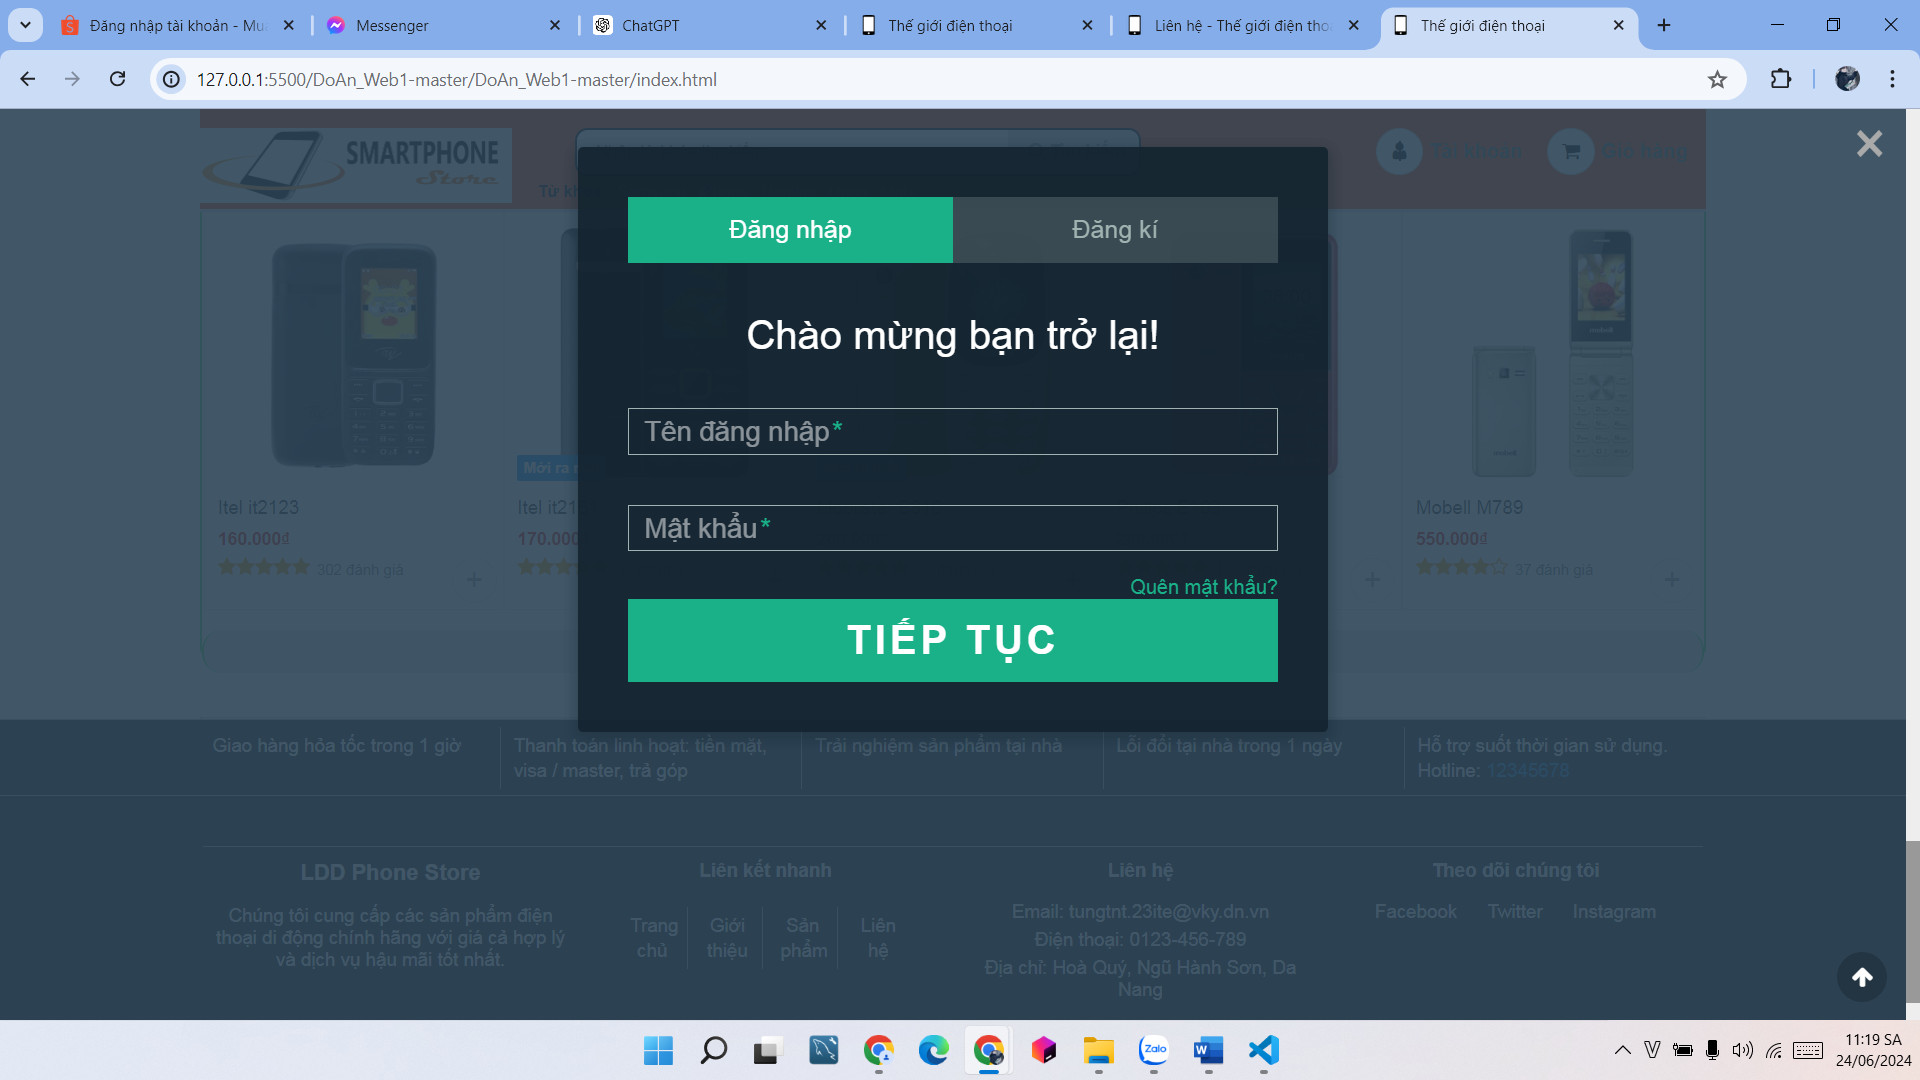 Đăng nhập tài khoản - Mu
Messenger
ChatGPT
Thế giới điện thoại
Liên hệ - Thế giới điện tho
Thế giới điện thoại
127.0.0.1:5500/DoAn_Web1-master/DoAn_Web1-master/index.html
SMARTPHONE
Store
Tài khoản
Giỏ hàng
Từ kh
Đăng nhập
Đăng kí
Chào mừng bạn trở lại!
Tên đăng nhập*
Mật khẩu*
Quên mật khẩu?
TIẾP TỤC
Mới ra
Itel it2123
160.000₫
302 đánh giá
+
Itel it21
170.000
+
Mobell M789
550.000₫
37 đánh giá
+
Giao hàng hỏa tốc trong 1 giờ
Thanh toán linh hoạt: tiền mặt,
visa / master, trả góp
Trải nghiệm sản phẩm tại nhà
Lỗi đổi tại nhà trong 1 ngày
Hỗ trợ suốt thời gian sử dụng.
Hotline: 12345678
LDD Phone Store
Chúng tôi cung cấp các sản phẩm điện
thoại di động chính hãng với giá cả hợp lý
và dịch vụ hậu mãi tốt nhất.
Liên kết nhanh
Trang
chủ
Giới
thiệu
Sản
phẩm
Liên
hệ
Liên hệ
Email: tungtnt.23ite@vky.dn.vn
Điện thoại: 0123-456-789
Địa chỉ: Hoà Quý, Ngũ Hành Sơn, Da
Nang
Theo dõi chúng tôi
Facebook
Twitter
Instagram
Zalo
W
V
11:19 SA
24/06/2024